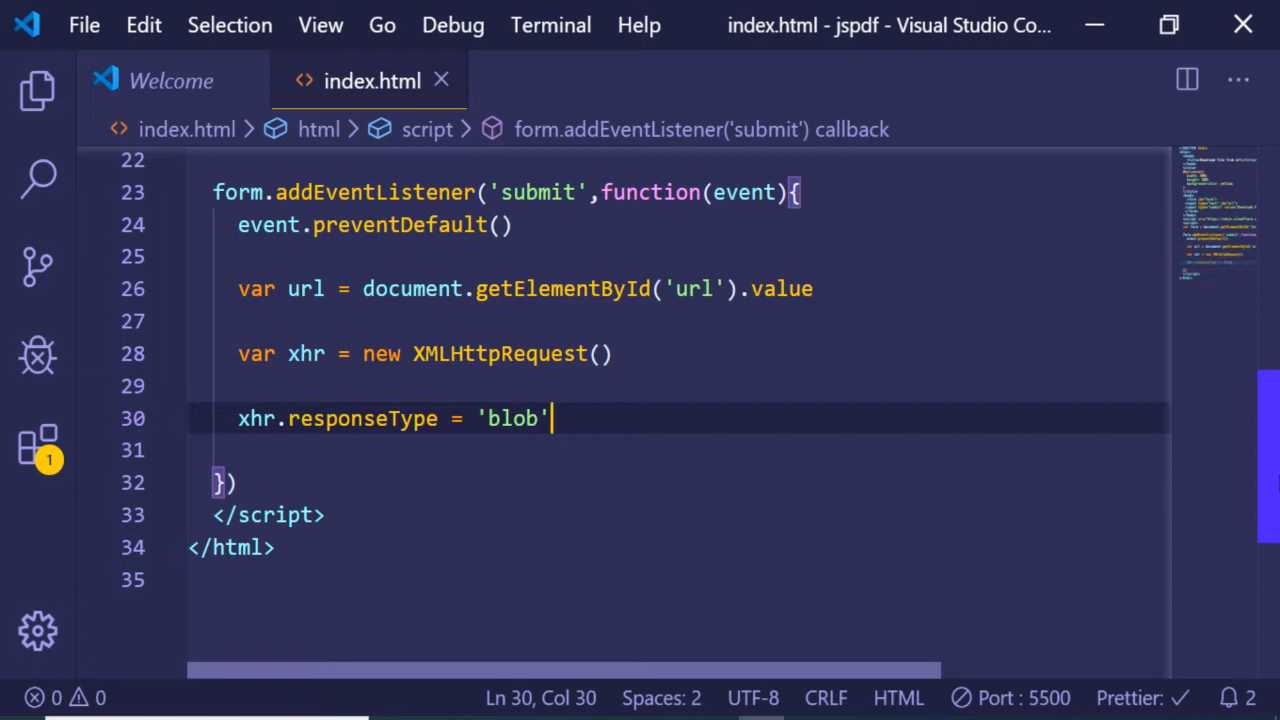 File Edit Selection View Go Debug Terminal Help index.html - jspdf - Visual Studio Co...
Welcome index.html
index.html > html > script > form.addEventListener('submit') callback
22
23 form.addEventListener('submit',function(event){
24 event.preventDefault()
25
26 var url = document.getElementById('url').value
27
28 var xhr = new XMLHttpRequest()
29
30 xhr.responseType = 'blob'
31
32 })
33 </script>
34 </html>
35
1
0 0 Ln 30, Col 30 Spaces: 2 UTF-8 CRLF HTML Port : 5500 Prettier: ✓ 2